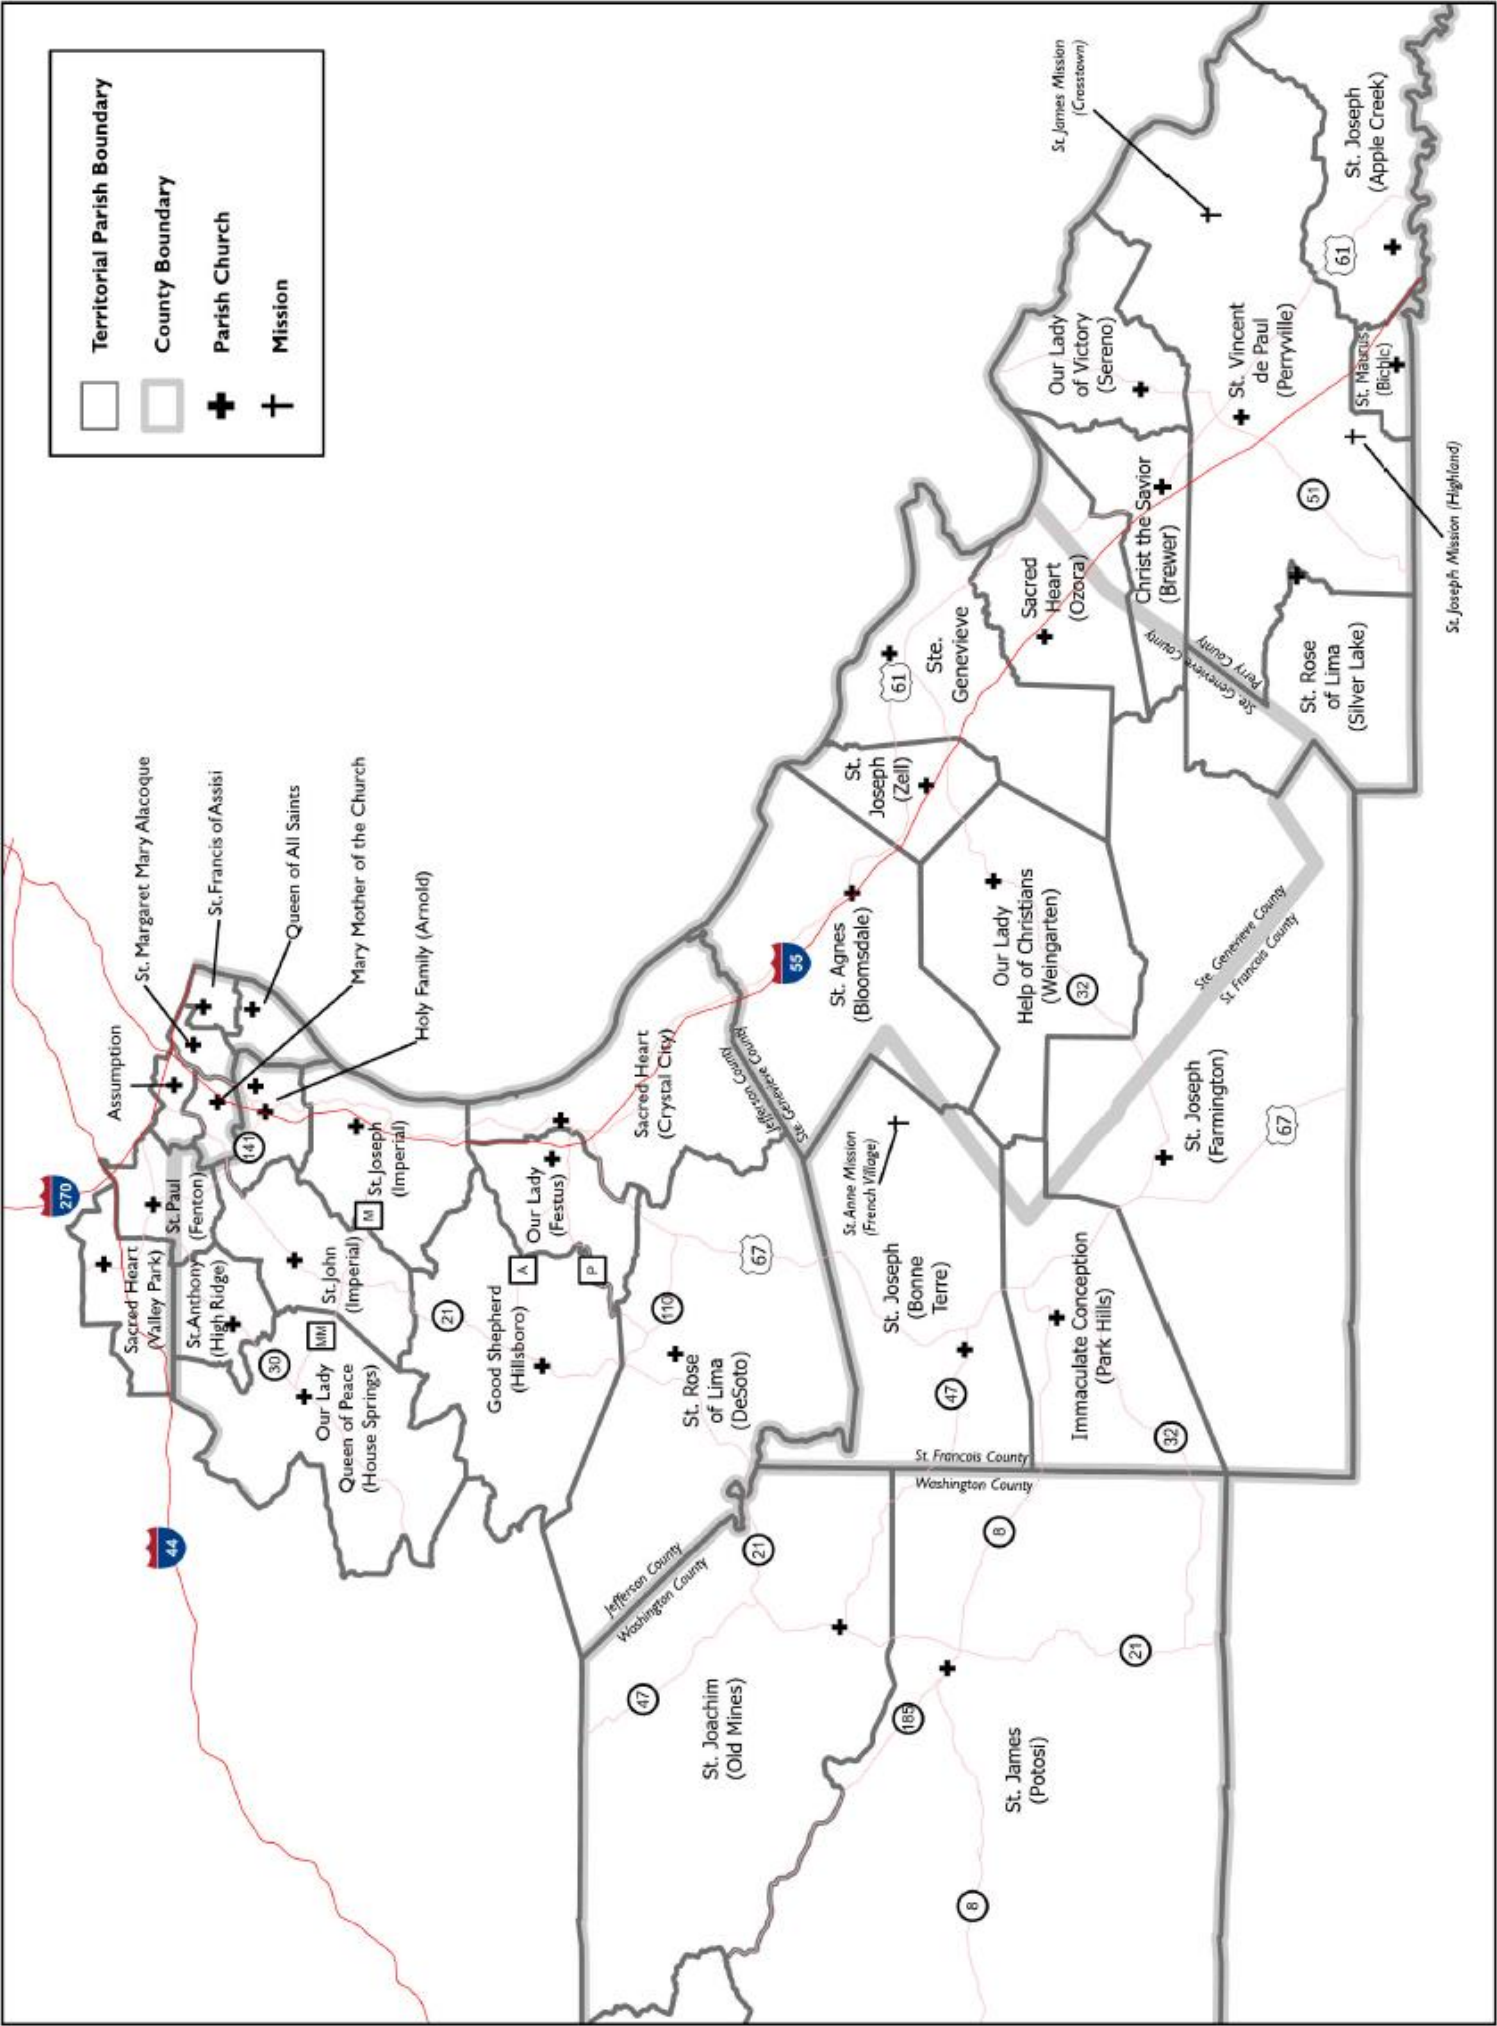 Territorial Parish Boundary
County Boundary
Parish Church
Mission
St. James Mission
(Crosstown)
St. Joseph
(Apple Creek)
61
Our Lady
of Victory
(Sereno)
St. Vincent
de Paul
(Perryville)
St. Maurus
St. Joseph Mission (Highland)
51
Christ the Savior
(Brewer)
Sacred
Heart
(Ozora)
Perry County
Ste. Genevieve County
St. Rose
of Lima
(Silver Lake)
Ste.
Genevieve
61
St.
Joseph
(Zell)
St. Agnes
(Bloomsdale)
55
Our Lady
Help of Christians
(Weingarten)
32
Ste. Genevieve County
St. Francois County
St. Joseph
(Farmington)
67
St. Margaret Mary Alacoque
St. Francis of Assisi
Queen of All Saints
Mary Mother of the Church
Holy Family (Arnold)
Assumption
141
270
St. Paul
(Fenton)
Sacred Heart
(Valley Park)
St. Anthony
(High Ridge)
St. Joseph
(Imperial)
M
St. John
(Imperial)
MM
30
Our Lady
Queen of Peace
(House Springs)
44
21
Good Shepherd
(Hillsboro)
A
P
Our Lady
(Festus)
Sacred Heart
(Crystal City)
Jefferson County
Ste. Genevieve County
110
67
St. Rose
of Lima
(DeSoto)
St. Anne Mission
(French Village)
St. Joseph
(Bonne
Terre)
47
Immaculate Conception
(Park Hills)
32
St. Francois County
Washington County
Jefferson County
Washington County
21
8
47
St. Joachim
(Old Mines)
185
21
St. James
(Potosi)
8